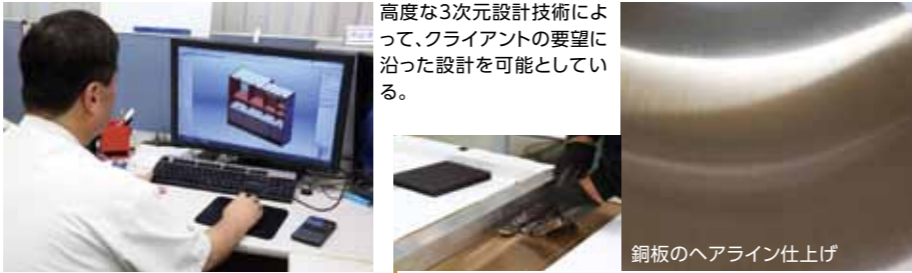 高度な3次元設計技術によ
って、クライアントの要望に
沿った設計を可能としてい
る。
銅板のヘアライン仕上げ